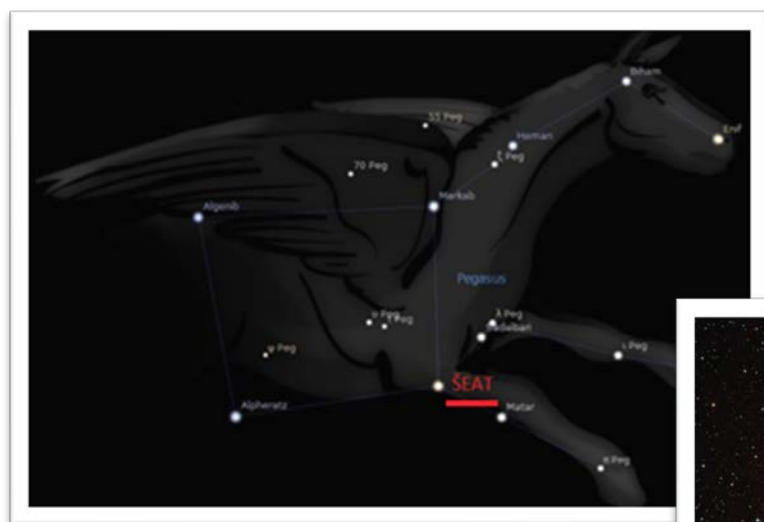 Biham
55 Peg
Enif
Homan
ξ Peg
70 Peg
Markab
Algenib
Pegasus
λ Peg
υ Peg
τ Peg
Sadalbari
ι Peg
ψ Peg
ŠEAT
Alpheratz
Matar
π Peg